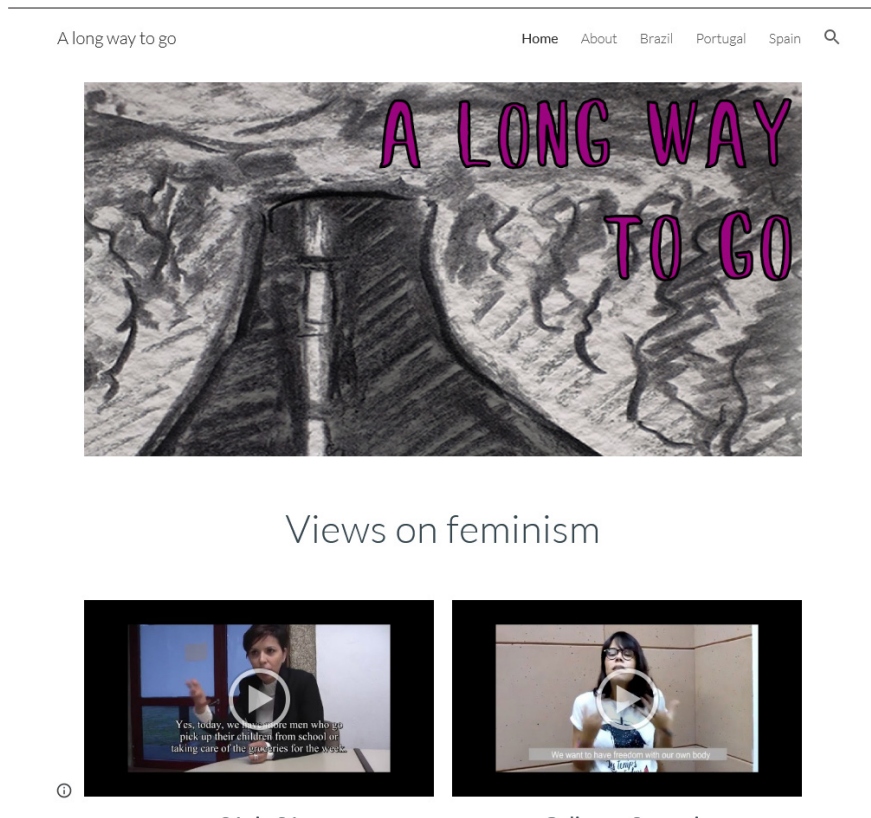 A long way to go
Home About Brazil Portugal Spain
A LONG WAY
TO GO
Views on feminism
Yes, today, we have more men who go
pick up their children from school or
taking care of the groceries for the week.
We want to have freedom with our own body